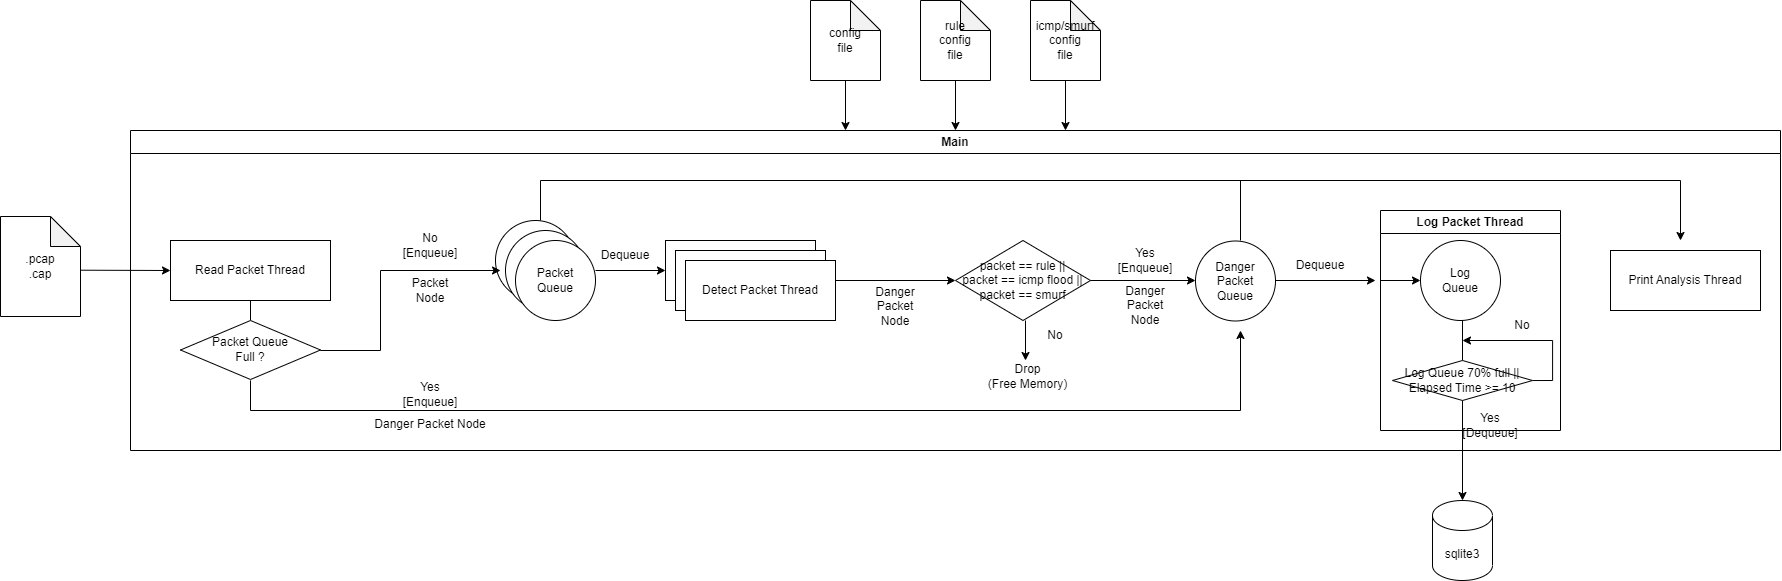 config
file
rule
config
file
icmp/smurf
config
file
Main
.pcap
.cap
Read Packet Thread
Packet Queue
Full ?
No
[Enqueue]
Packet
Node
Yes
[Enqueue]
Danger Packet Node
Packet
Queue
Dequeue
Detect Packet Thread
Danger
Packet
Node
packet == rule ||
packet == icmp flood ||
packet == smurf
No
Drop
(Free Memory)
Yes
[Enqueue]
Danger
Packet
Node
Danger
Packet
Queue
Dequeue
Log Packet Thread
Log
Queue
No
Log Queue 70% full ||
Elapsed Time >= 10
Yes
[Dequeue]
sqlite3
Print Analysis Thread